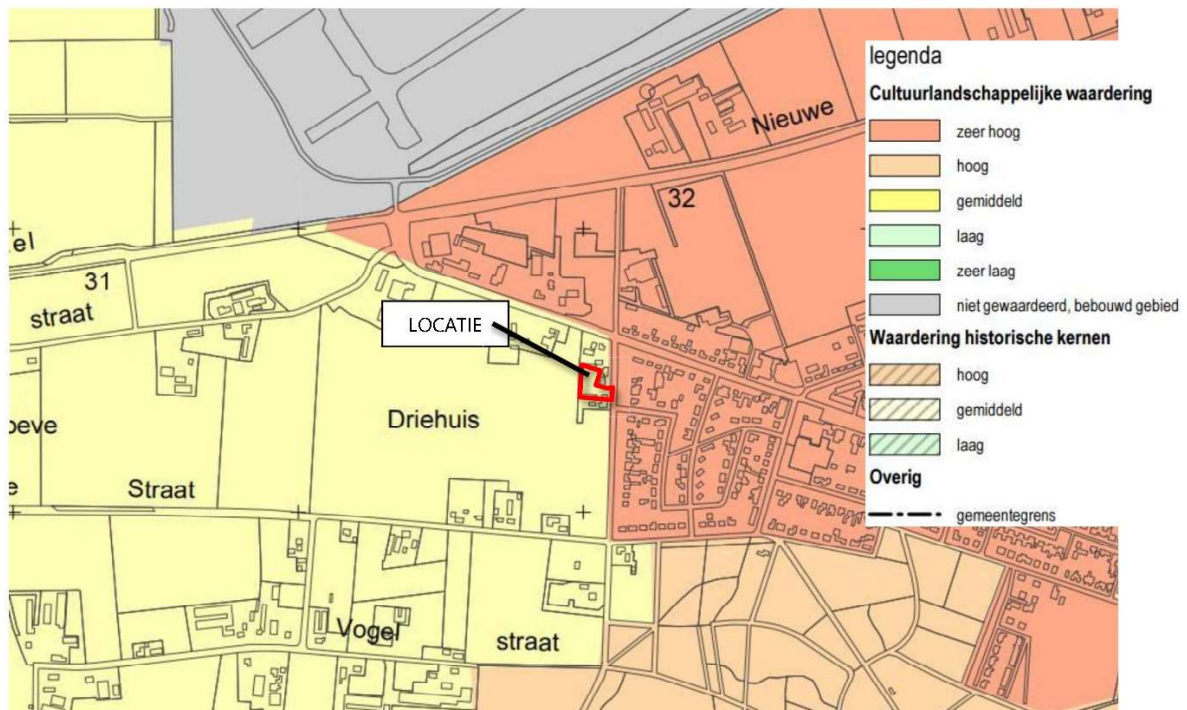 legenda
Cultuurlandschappelijke waardering
zeer hoog
hoog
gemiddeld
laag
zeer laag
niet gewaardeerd, bebouwd gebied
Waardering historische kernen
hoog
gemiddeld
laag
Overig
gemeentegrens
Nieuwe
32
el
31
straat
LOCATIE
Driehuis
oeve
e
Straat
Vogel
straat